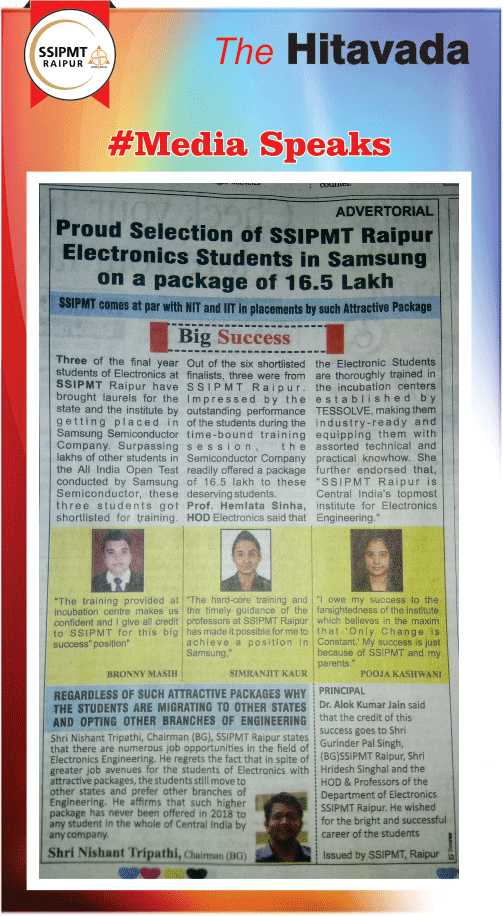 SSIPMT
RAIPUR
The Hitavada
#Media Speaks
counter
ADVERTORIAL
Proud Selection of SSIPMT Raipur
Electronics Students in Samsung
on a package of 16.5 Lakh
SSIPMT comes at par with NIT and IIT in placements by such Attractive Package
Big Success
Three of the final year
students of Electronics at
SSIPMT Raipur have
brought laurels for the
state and the institute by
getting placed in
Samsung Semiconductor
Company. Surpassing
lakhs of other students in
the All India Open Test
conducted by Samsung
Semiconductor, these
three students got
shortlisted for training.
Out of the six shortlisted
finalists, three were from
SSIPMT Raipur.
Impressed by the
outstanding performance
of the students during the
time-bound training
session, the
Semiconductor Company
readily offered a package
of 16.5 lakh to these
deserving students.
Prof. Hemlata Sinha,
HOD Electronics said that
the Electronic Students
are thoroughly trained in
the incubation centers
established by
TESSOLVE, making them
industry-ready and
equipping them with
assorted technical and
practical knowhow. She
further endorsed that,
"SSIPMT Raipur is
Central India's topmost
institute for Electronics
Engineering."
"The training provided at
incubation centre makes us
confident and I give all credit
to SSIPMT for this big
success" position"
BRONNY MASIH
"The hard-core training and
the timely guidance of the
professors at SSIPMT Raipur
has made it possible for me to
achieve a position in
Samsung,"
SIMRANJIT KAUR
"I owe my success to the
farsightedness of the institute
which believes in the maxim
that 'Only Change is
Constant.' My success is just
because of SSIPMT and my
parents."
POOJA KASHWANI
REGARDLESS OF SUCH ATTRACTIVE PACKAGES WHY
THE STUDENTS ARE MIGRATING TO OTHER STATES
AND OPTING OTHER BRANCHES OF ENGINEERING
Shri Nishant Tripathi, Chairman (BG), SSIPMT Raipur states
that there are numerous job opportunities in the field of
Electronics Engineering. He regrets the fact that in spite of
greater job avenues for the students of Electronics with
attractive packages, the students still move to
other states and prefer other branches of
Engineering. He affirms that such higher
package has never been offered in 2018 to
any student in the whole of Central India by
any company.
Shri Nishant Tripathi, Chairman (BG)
PRINCIPAL
Dr. Alok Kumar Jain said
that the credit of this
success goes to Shri
Gurinder Pal Singh,
(BG)SSIPMT Raipur, Shri
Hridesh Singhal and the
HOD & Professors of the
Department of Electronics
SSIPMT Raipur. He wished
for the bright and successful
career of the students
Issued by SSIPMT, Raipur